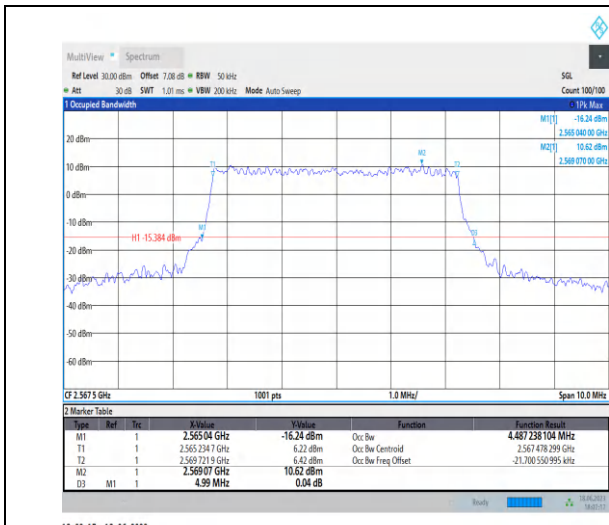 MultiView Spectrum
Ref Level 30.00 dBm Offset 7.08 dB RBW 50 kHz SGL
Att 30 dB SWT 1.01 ms VBW 200 kHz Mode Auto Sweep Count 100/100
1 Occupied Bandwidth 1Pk Max
M1[1] -16.24 dBm
2.565 040 00 GHz
M2[1] 10.62 dBm
2.569 070 00 GHz
20 dBm
M2
T1 T2
10 dBm
0 dBm
-10 dBm
M1 D3
H1 -15.384 dBm
-20 dBm
-30 dBm
-40 dBm
-50 dBm
-60 dBm
CF 2.567 5 GHz 1001 pts 1.0 MHz/ Span 10.0 MHz
2 Marker Table
Type Ref Trc X-Value Y-Value Function Function Result
M1 1 2.565 04 GHz -16.24 dBm Occ Bw 4.487 238 104 MHz
T1 1 2.565 234 7 GHz 6.22 dBm Occ Bw Centroid 2.567 478 299 GHz
T2 1 2.569 721 9 GHz 6.42 dBm Occ Bw Freq Offset -21.700 550 995 kHz
M2 1 2.569 07 GHz 10.62 dBm
D3 M1 1 4.99 MHz 0.04 dB
Ready